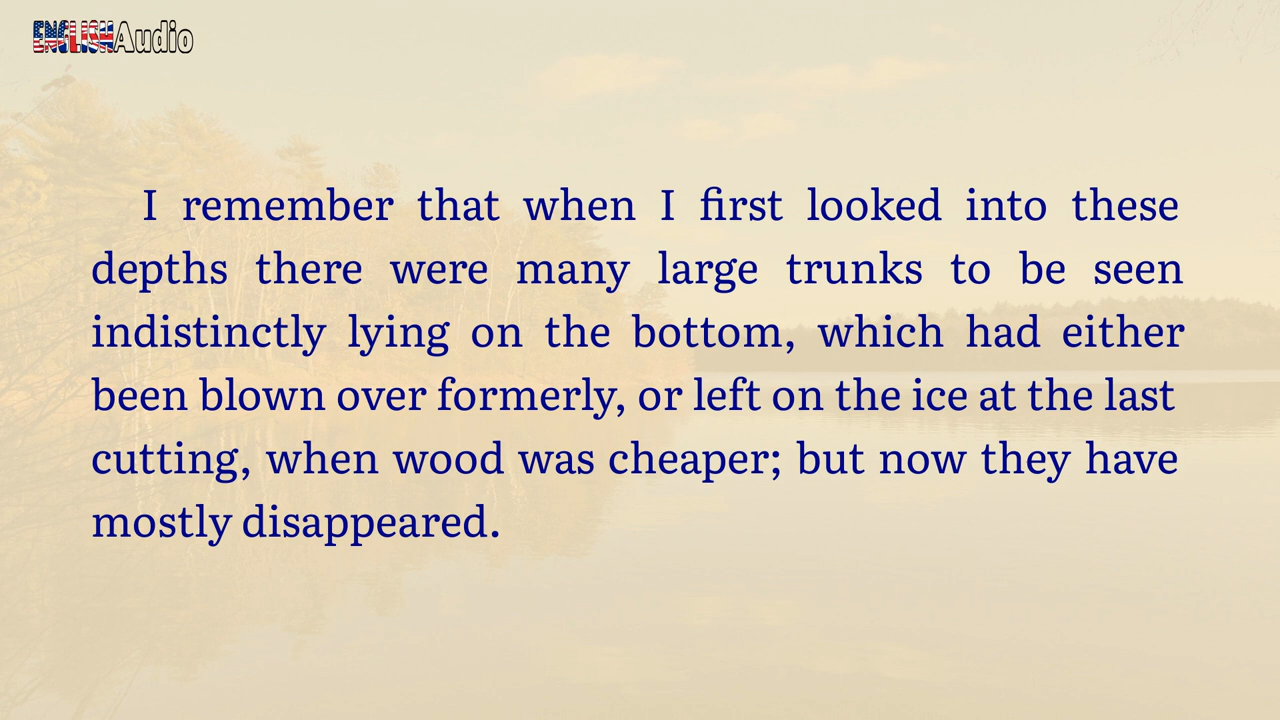 ENGLISHAudio
I remember that when I first looked into these
depths there were many large trunks to be seen
indistinctly lying on the bottom, which had either
been blown over formerly, or left on the ice at the last
cutting, when wood was cheaper; but now they have
mostly disappeared.